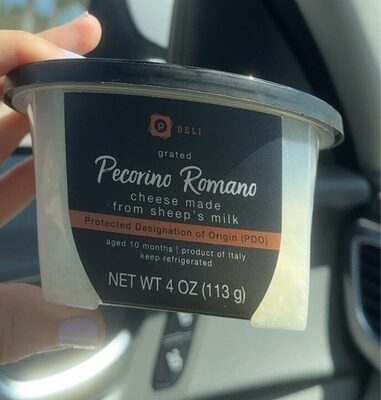 P DELI
grated
Pecorino Romano
cheese made
from sheep's milk
Protected Designation of Origin (PDO)
aged 10 months | product of Italy
keep refrigerated
NET WT 4 OZ (113 g)